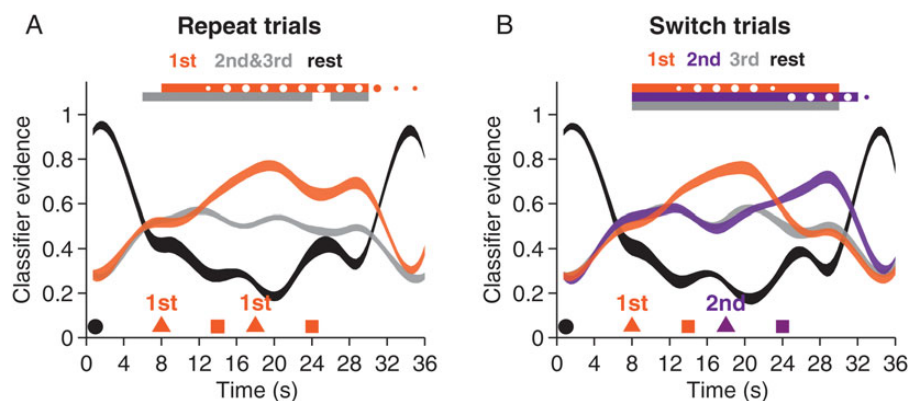 A
Repeat trials
1st 2nd&3rd rest
Classifier evidence
1
0.8
0.6
0.4
0.2
0
1st 1st
0 4 8 12 16 20 24 28 32 36
Time (s)
B
Switch trials
1st 2nd 3rd rest
Classifier evidence
1
0.8
0.6
0.4
0.2
0
1st 2nd
0 4 8 12 16 20 24 28 32 36
Time (s)